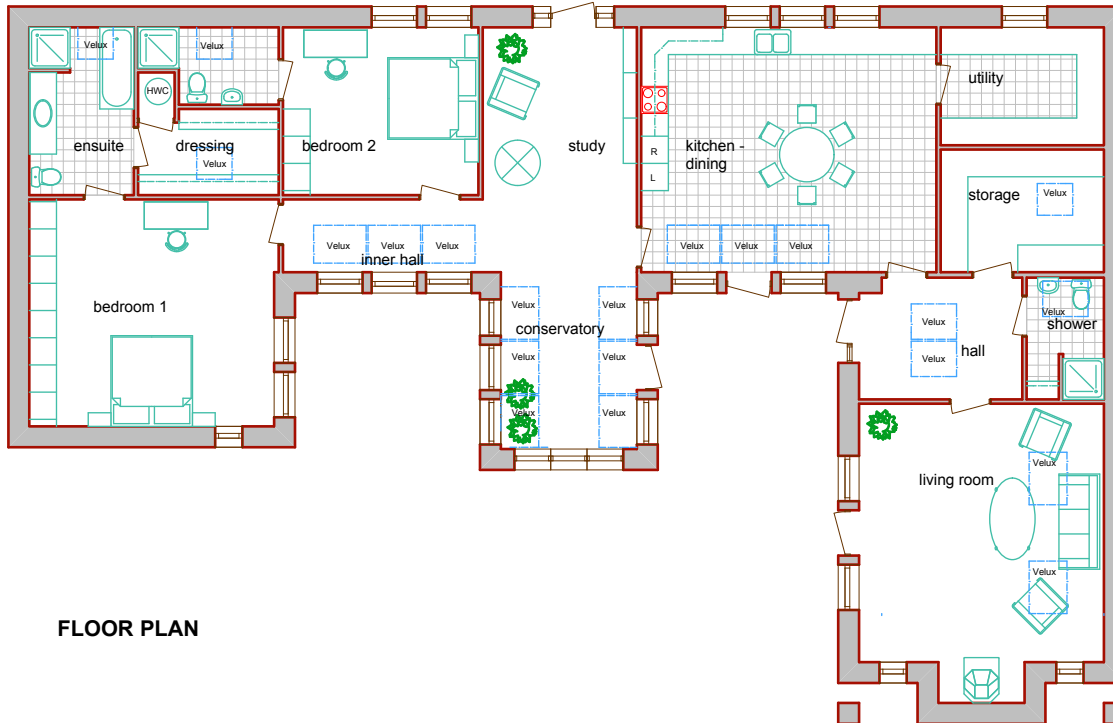 Velux
Velux
HWC
ensuite
dressing
Velux
bedroom 2
study
R
L
kitchen -
dining
utility
storage
Velux
Velux
Velux
Velux
inner hall
Velux
Velux
Velux
bedroom 1
Velux
Velux
conservatory
Velux
Velux
Velux
Velux
Velux
Velux
hall
Velux
shower
living room
Velux
Velux
FLOOR PLAN